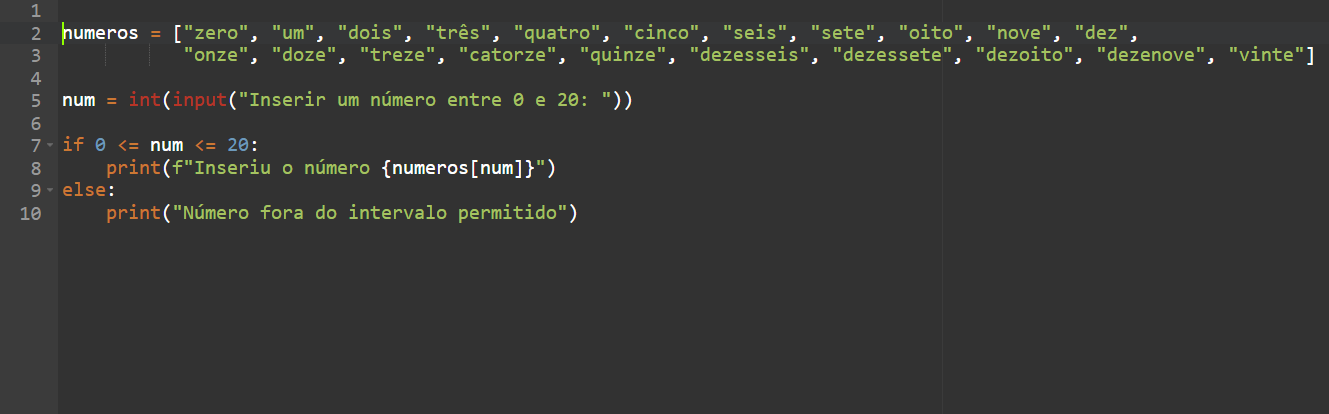 1
2 numeros = ["zero", "um", "dois", "três", "quatro", "cinco", "seis", "sete", "oito", "nove", "dez",
3 "onze", "doze", "treze", "catorze", "quinze", "dezesseis", "dezessete", "dezoito", "dezenove", "vinte"]
4
5 num = int(input("Inserir um número entre 0 e 20: "))
6
7 if 0 <= num <= 20:
8 print(f"Inseriu o número {numeros[num]}")
9 else:
10 print("Número fora do intervalo permitido")